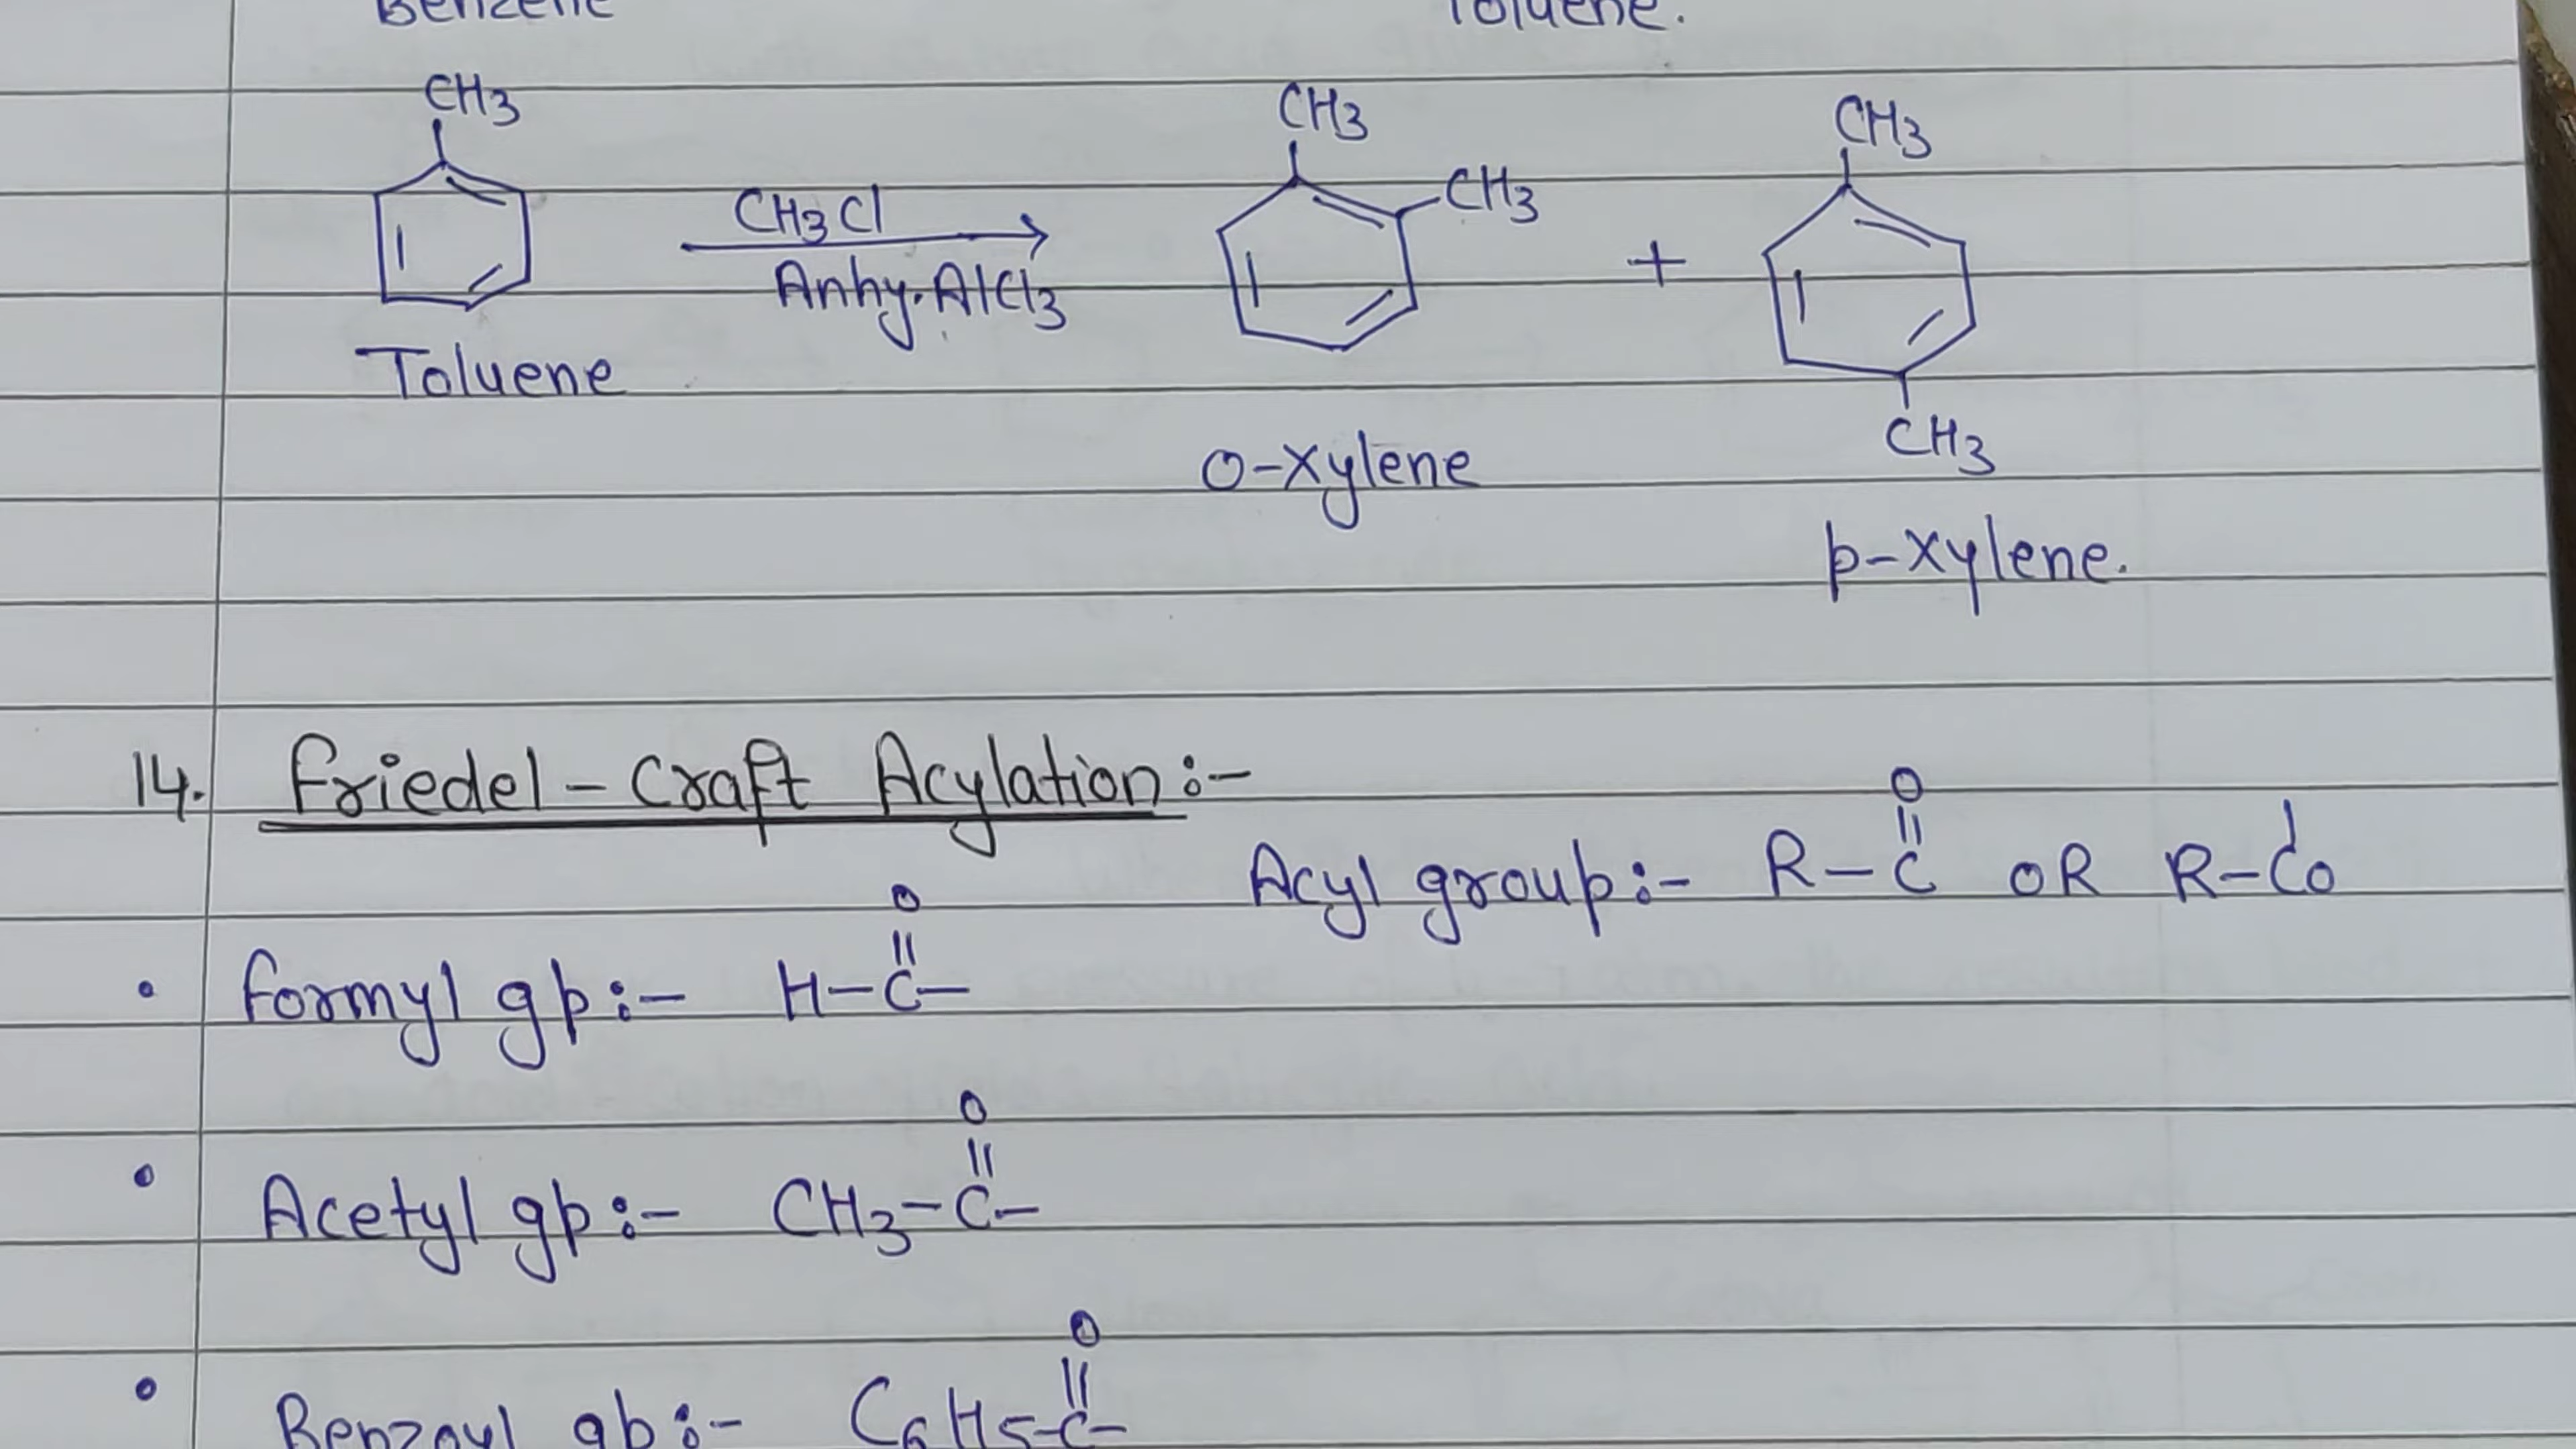 Benzene Toluene.
CH3 CH3 CH3
CH3Cl CH3
Anhy. AlCl3 +
Toluene
CH3
o-xylene
p-xylene.
14. Friedel-Craft Acylation:-
O
||
Acyl group:- R-C OR R-CO
O
||
• Formyl gp:- H-C-
O
||
• Acetyl gp:- CH3-C-
O
||
• Benzoyl gp:- C6H5-C-